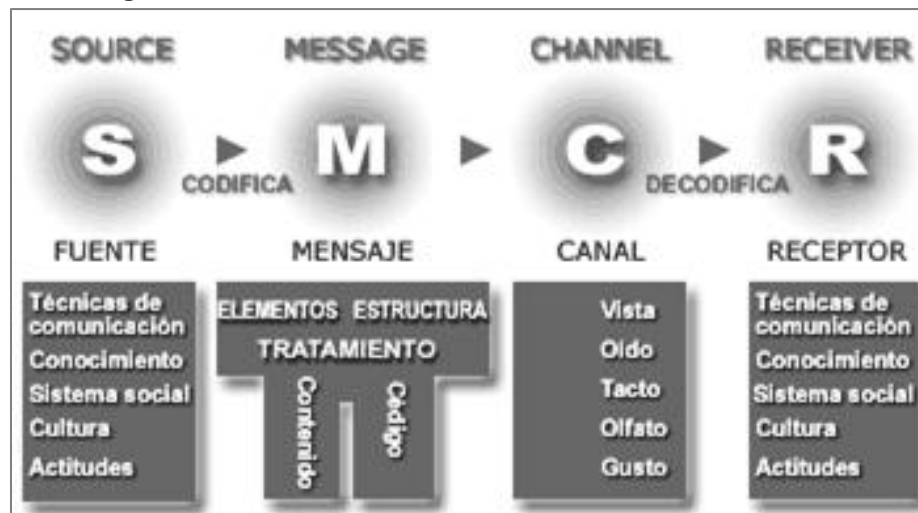 SOURCE MESSAGE CHANNEL RECEIVER
S M C R
CODIFICA DECODIFICA
FUENTE MENSAJE CANAL RECEPTOR
Técnicas de
comunicación
Conocimiento
Sistema social
Cultura
Actitudes
ELEMENTOS ESTRUCTURA
TRATAMIENTO
Contenido
Código
Vista
Oido
Tacto
Olfato
Gusto
Técnicas de
comunicación
Conocimiento
Sistema social
Cultura
Actitudes